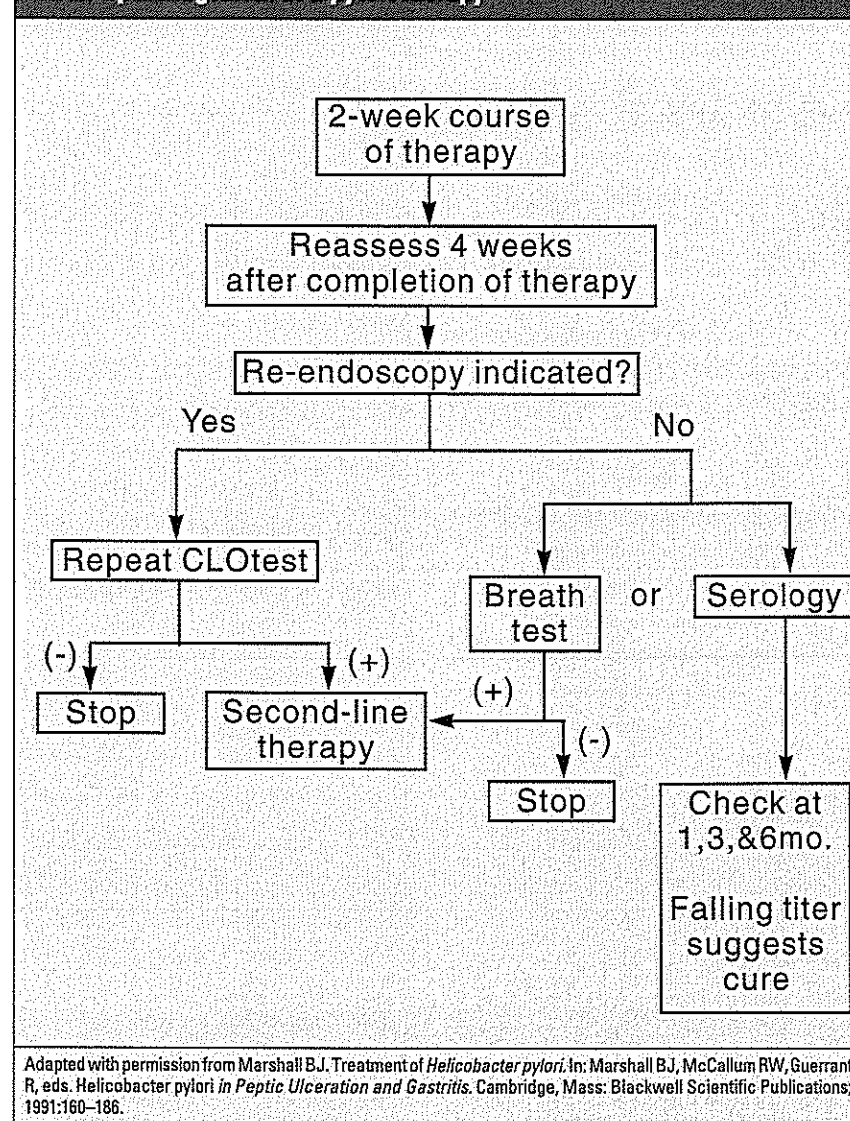 2-week course
of therapy
Reassess 4 weeks
after completion of therapy
Re-endoscopy indicated?
Yes
No
Repeat CLOtest
Breath
test
or
Serology
(-)
(+)
(+)
(-)
Stop
Second-line
therapy
Stop
Check at
1,3,&6mo.
Falling titer
suggests
cure
Adapted with permission from Marshall BJ. Treatment of Helicobacter pylori. In: Marshall BJ, McCallum RW, Guerrant
R, eds. Helicobacter pylori in Peptic Ulceration and Gastritis. Cambridge, Mass: Blackwell Scientific Publications;
1991:160–186.